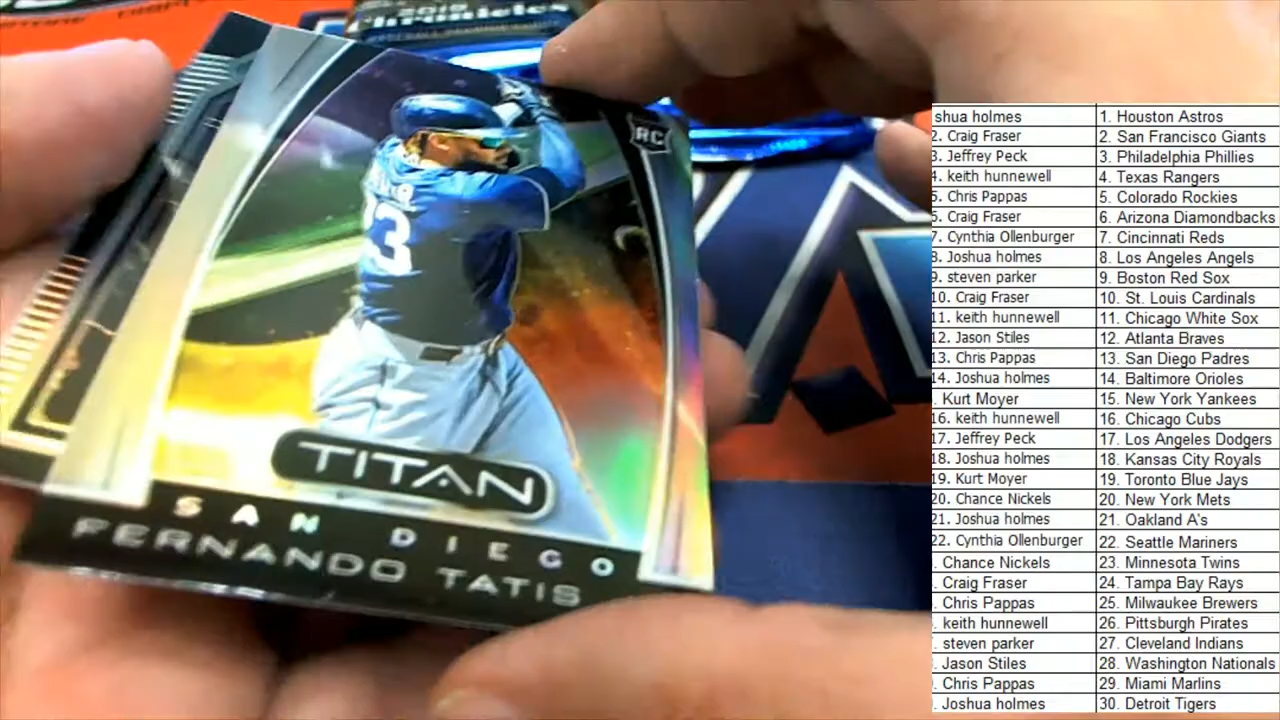 2019
Chronicles
RC
23
TITAN
SAN DIEGO
FERNANDO TATIS
shua holmes 1. Houston Astros
2. Craig Fraser 2. San Francisco Giants
3. Jeffrey Peck 3. Philadelphia Phillies
4. keith hunnewell 4. Texas Rangers
5. Chris Pappas 5. Colorado Rockies
6. Craig Fraser 6. Arizona Diamondbacks
7. Cynthia Ollenburger 7. Cincinnati Reds
8. Joshua holmes 8. Los Angeles Angels
9. steven parker 9. Boston Red Sox
10. Craig Fraser 10. St. Louis Cardinals
11. keith hunnewell 11. Chicago White Sox
12. Jason Stiles 12. Atlanta Braves
13. Chris Pappas 13. San Diego Padres
14. Joshua holmes 14. Baltimore Orioles
. Kurt Moyer 15. New York Yankees
16. keith hunnewell 16. Chicago Cubs
17. Jeffrey Peck 17. Los Angeles Dodgers
18. Joshua holmes 18. Kansas City Royals
19. Kurt Moyer 19. Toronto Blue Jays
20. Chance Nickels 20. New York Mets
21. Joshua holmes 21. Oakland A's
22. Cynthia Ollenburger 22. Seattle Mariners
. Chance Nickels 23. Minnesota Twins
. Craig Fraser 24. Tampa Bay Rays
. Chris Pappas 25. Milwaukee Brewers
. keith hunnewell 26. Pittsburgh Pirates
. steven parker 27. Cleveland Indians
. Jason Stiles 28. Washington Nationals
. Chris Pappas 29. Miami Marlins
. Joshua holmes 30. Detroit Tigers